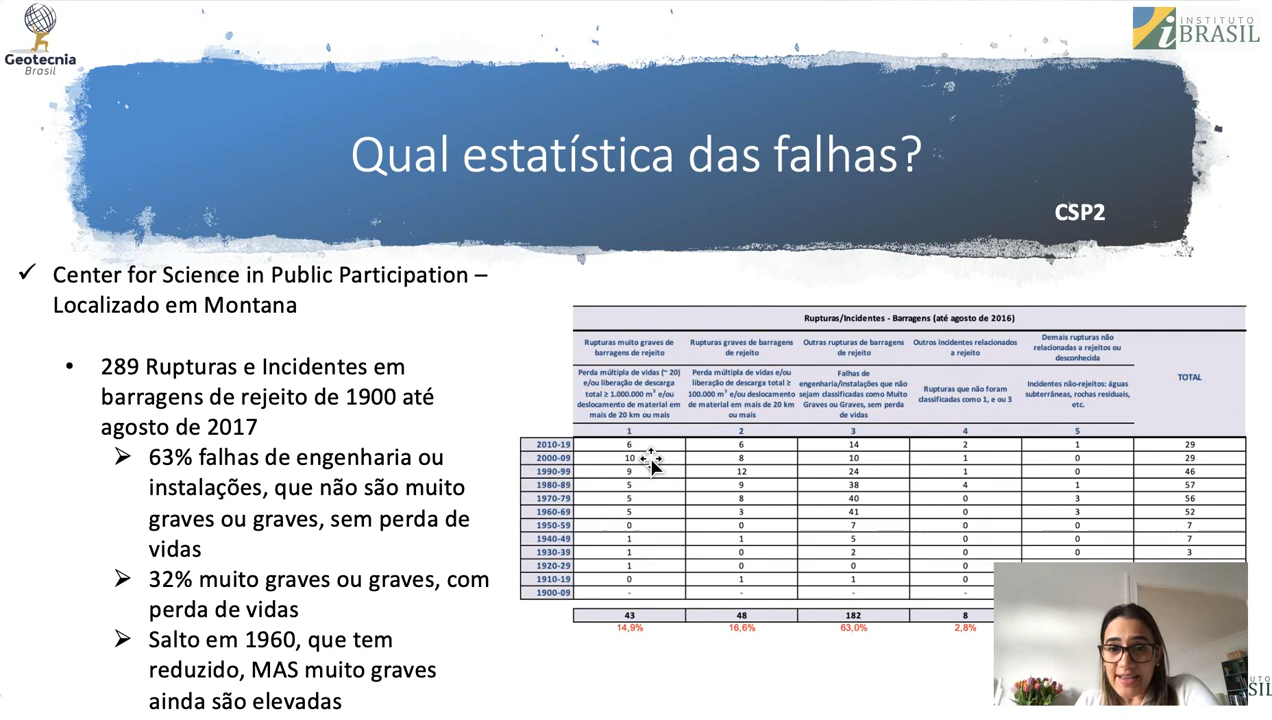 Geotecnia
Brasil
INSTITUTO
iBRASIL
Qual estatística das falhas?
CSP2
✓ Center for Science in Public Participation –
Localizado em Montana
• 289 Rupturas e Incidentes em
barragens de rejeito de 1900 até
agosto de 2017
➢ 63% falhas de engenharia ou
instalações, que não são muito
graves ou graves, sem perda de
vidas
➢ 32% muito graves ou graves, com
perda de vidas
➢ Salto em 1960, que tem
reduzido, MAS muito graves
ainda são elevadas
Rupturas/Incidentes - Barragens (até agosto de 2016)
Rupturas muito graves de
barragens de rejeito
Rupturas graves de barragens
de rejeito
Outras rupturas de barragens
de rejeito
Outros incidentes relacionados
a rejeito
Demais rupturas não
relacionadas a rejeitos ou
desconhecida
TOTAL
Perda múltipla de vidas (~ 20)
e/ou liberação de descarga
total ≥ 1.000.000 m³ e/ou
deslocamento de material em
mais de 20 km ou mais
Perda múltipla de vidas e/ou
liberação de descarga total ≥
100.000 m³ e/ou deslocamento
de material em mais de 20 km
ou mais
Falhas de
engenharia/instalações que não
sejam classificadas como Muito
Graves ou Graves, sem perda
de vidas
Rupturas que não foram
classificadas como 1, e ou 3
Incidentes não-rejeitos: águas
subterrâneas, rochas residuais,
etc.
1 2 3 4 5
2010-19 6 6 14 2 1 29
2000-09 10 8 10 1 0 29
1990-99 9 12 24 1 0 46
1980-89 5 9 38 4 1 57
1970-79 5 8 40 0 3 56
1960-69 5 3 41 0 3 52
1950-59 0 0 7 0 0 7
1940-49 1 1 5 0 0 7
1930-39 1 0 2 0 0 3
1920-29 1 0 0 0
1910-19 0 1 1 0
1900-09 - - - -
43 48 182 8
14,9% 16,6% 63,0% 2,8%
UTO
SIL